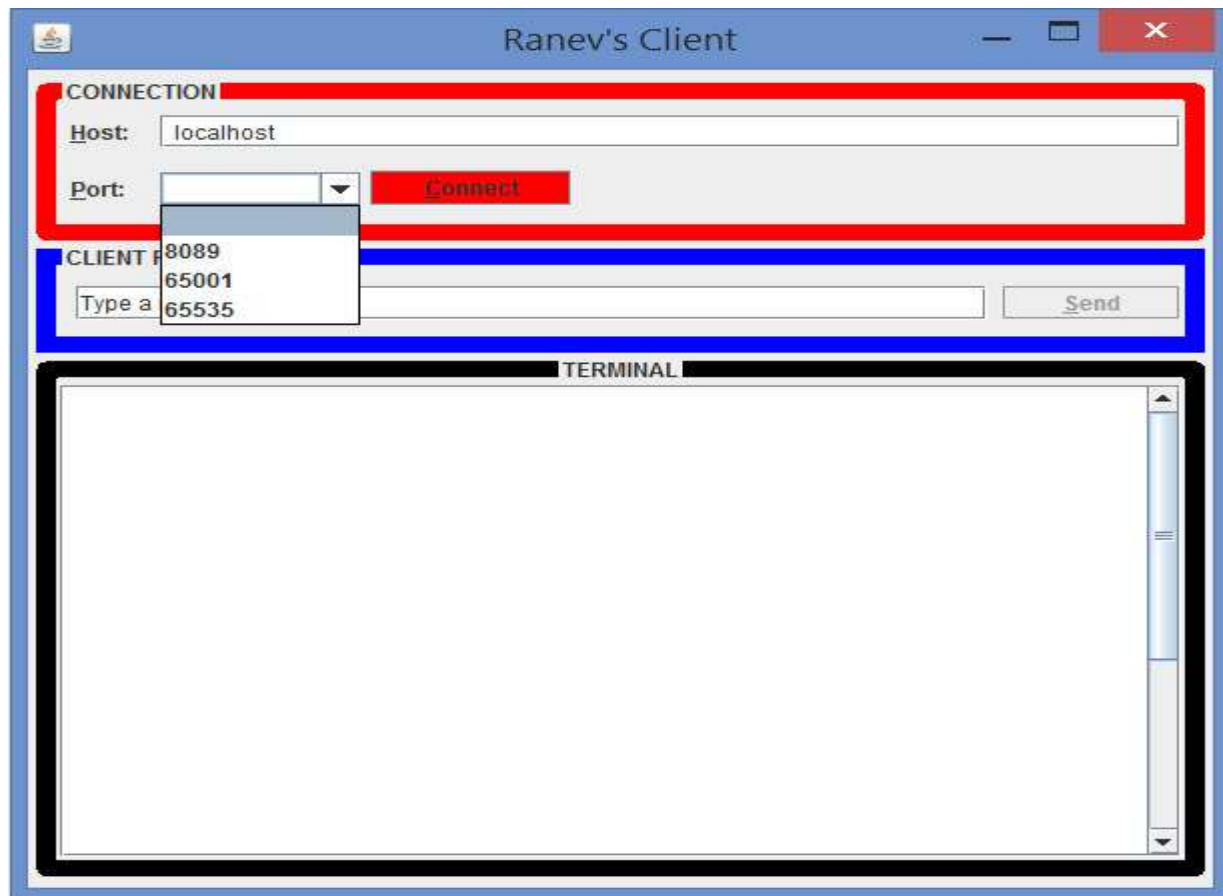 Ranev's Client
CONNECTION
Host: localhost
Port: Connect
8089
65001
65535
CLIENT
Type a
Send
TERMINAL